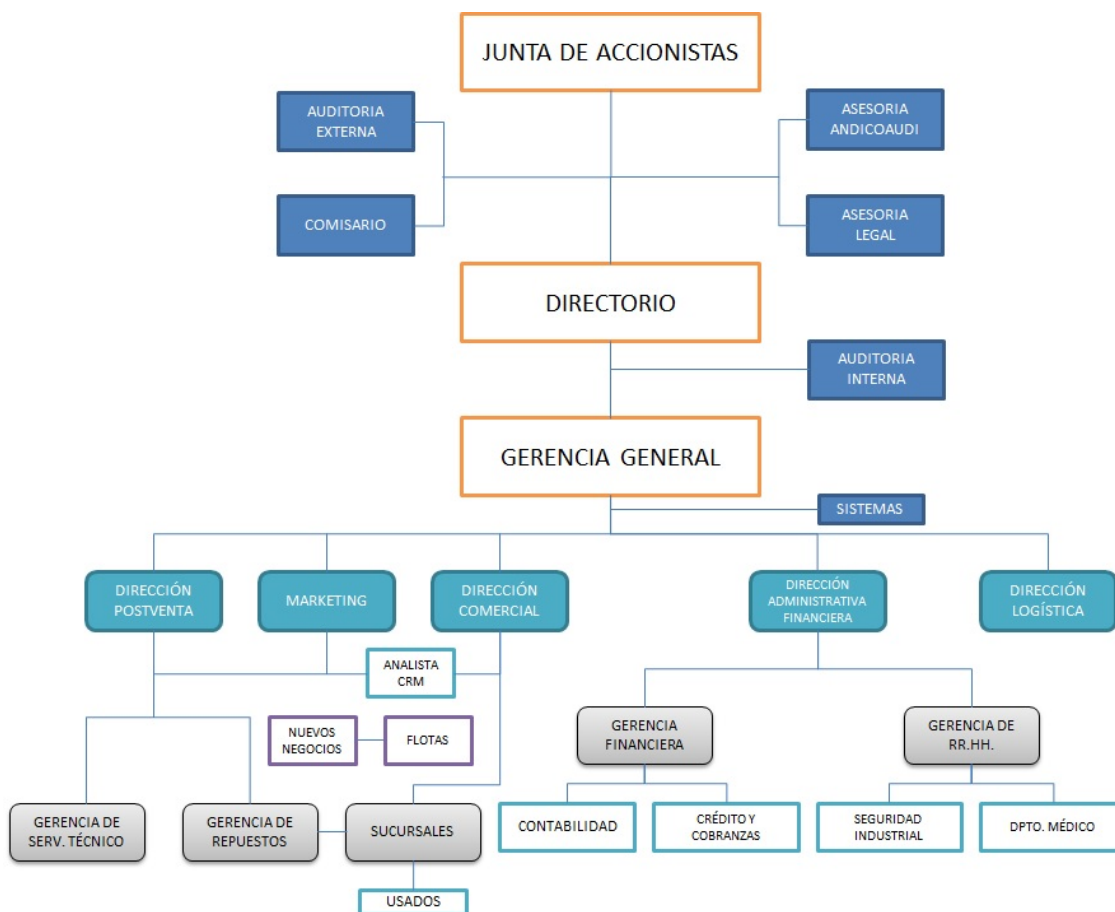 JUNTA DE ACCIONISTAS
AUDITORIA
EXTERNA
ASESORIA
ANDICOAUDI
COMISARIO
ASESORIA
LEGAL
DIRECTORIO
AUDITORIA
INTERNA
GERENCIA GENERAL
SISTEMAS
DIRECCIÓN
POSTVENTA
MARKETING
DIRECCIÓN
COMERCIAL
DIRECCIÓN
ADMINISTRATIVA
FINANCIERA
DIRECCIÓN
LOGÍSTICA
ANALISTA
CRM
NUEVOS
NEGOCIOS
FLOTAS
GERENCIA
FINANCIERA
GERENCIA DE
RR.HH.
GERENCIA DE
SERV. TÉCNICO
GERENCIA DE
REPUESTOS
SUCURSALES
CONTABILIDAD
CRÉDITO Y
COBRANZAS
SEGURIDAD
INDUSTRIAL
DPTO. MÉDICO
USADOS